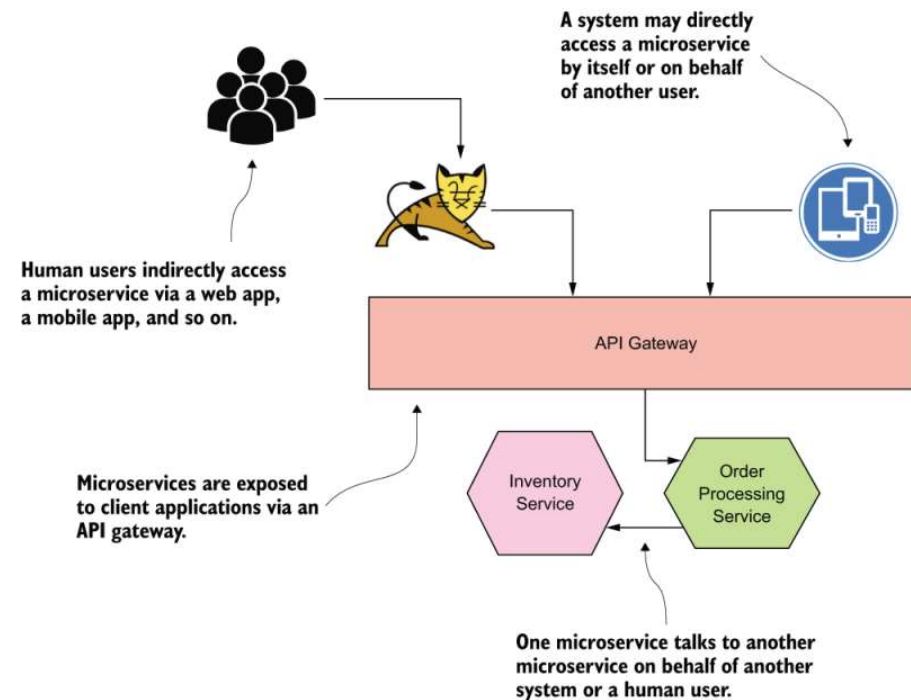 A system may directly
access a microservice
by itself or on behalf
of another user.
Human users indirectly access
a microservice via a web app,
a mobile app, and so on.
API Gateway
Microservices are exposed
to client applications via an
API gateway.
Inventory
Service
Order
Processing
Service
One microservice talks to another
microservice on behalf of another
system or a human user.